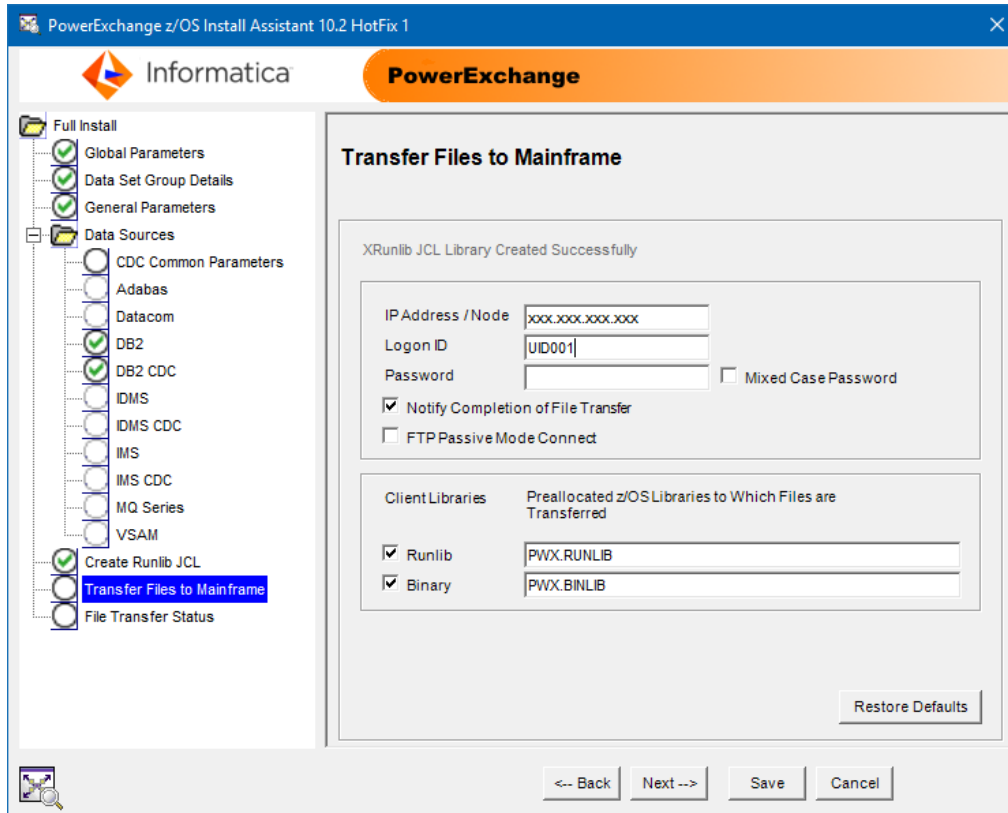 PowerExchange z/OS Install Assistant 10.2 HotFix 1
Informatica
PowerExchange
Full Install
Global Parameters
Data Set Group Details
General Parameters
Data Sources
CDC Common Parameters
Adabas
Datacom
DB2
DB2 CDC
IDMS
IDMS CDC
IMS
IMS CDC
MQ Series
VSAM
Create Runlib JCL
Transfer Files to Mainframe
File Transfer Status
Transfer Files to Mainframe
XRunlib JCL Library Created Successfully
IP Address / Node xxx.xxx.xxx.xxx
Logon ID UID001
Password Mixed Case Password
Notify Completion of File Transfer
FTP Passive Mode Connect
Client Libraries Preallocated z/OS Libraries to Which Files are
Transferred
Runlib PWX.RUNLIB
Binary PWX.BINLIB
Restore Defaults
<-- Back Next --> Save Cancel